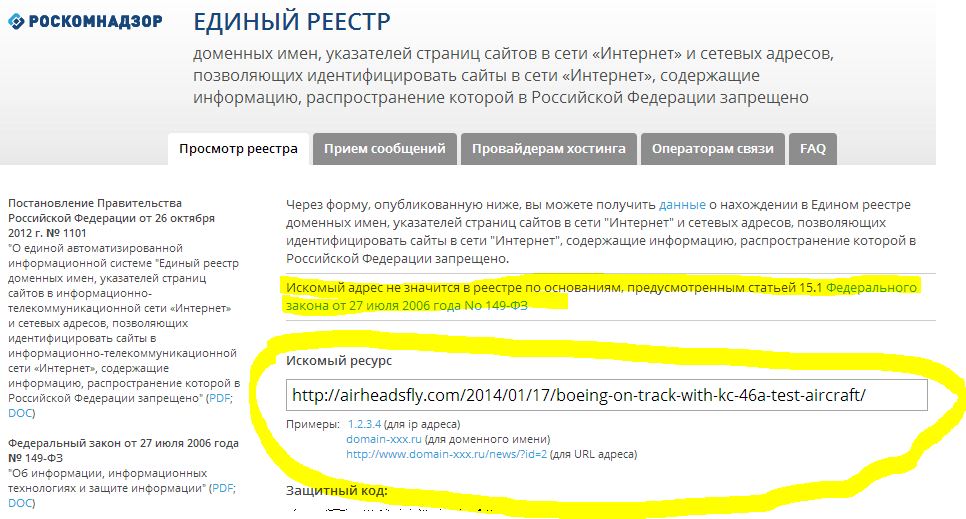 РОСКОМНАДЗОР
ЕДИНЫЙ РЕЕСТР
доменных имен, указателей страниц сайтов в сети «Интернет» и сетевых адресов,
позволяющих идентифицировать сайты в сети «Интернет», содержащие
информацию, распространение которой в Российской Федерации запрещено
Просмотр реестра
Прием сообщений
Провайдерам хостинга
Операторам связи
FAQ
Постановление Правительства
Российской Федерации от 26 октября
2012 г. № 1101
"О единой автоматизированной
информационной системе "Единый реестр
доменных имен, указателей страниц
сайтов в информационно-
телекоммуникационной сети «Интернет»
и сетевых адресов, позволяющих
идентифицировать сайты в
информационно-телекоммуникационной
сети «Интернет», содержащие
информацию, распространение которой в
Российской Федерации запрещено" (PDF;
DOC)
Федеральный закон от 27 июля 2006 года
№ 149-ФЗ
"Об информации, информационных
технологиях и защите информации" (PDF;
DOC)
Через форму, опубликованную ниже, вы можете получить данные о нахождении в Едином реестре
доменных имен, указателей страниц сайтов в сети "Интернет" и сетевых адресов, позволяющих
идентифицировать сайты в сети "Интернет", содержащие информацию, распространение которой в
Российской Федерации запрещено.
Искомый адрес не значится в реестре по основаниям, предусмотренным статьей 15.1 Федерального
закона от 27 июля 2006 года No 149-ФЗ
Искомый ресурс
http://airheadsfly.com/2014/01/17/boeing-on-track-with-kc-46a-test-aircraft/
Примеры: 1.2.3.4 (для ip адреса)
domain-xxx.ru (для доменного имени)
http://www.domain-xxx.ru/news/?id=2 (для URL адреса)
Защитный код: